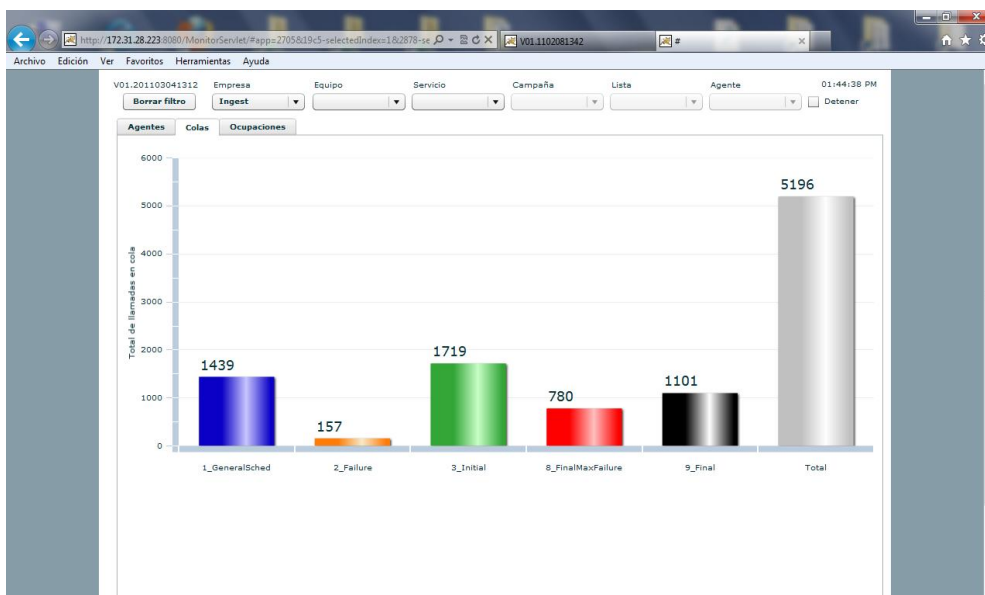 http://172.31.28.223:8080/MonitorServlet/#app=2705&19c5-selectedIndex=1&2878-se
V01.1102081342
#
Archivo Edición Ver Favoritos Herramientas Ayuda
V01.201103041312 Empresa Equipo Servicio Campaña Lista Agente 01:44:38 PM
Borrar filtro Ingest Detener
Agentes Colas Ocupaciones
Total de llamadas en cola
6000
5000
4000
3000
2000
1000
0
1439
157
1719
780
1101
5196
1_GeneralSched 2_Failure 3_Initial 8_FinalMaxFailure 9_Final Total